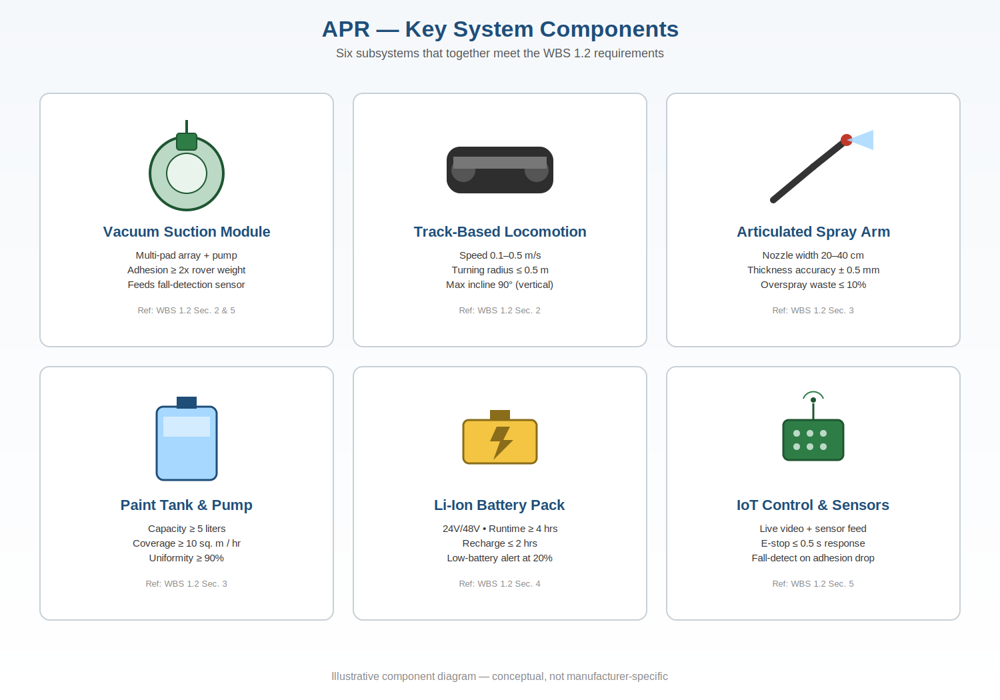 APR — Key System Components
Six subsystems that together meet the WBS 1.2 requirements
Vacuum Suction Module
Multi-pad array + pump
Adhesion ≥ 2x rover weight
Feeds fall-detection sensor
Ref: WBS 1.2 Sec. 2 & 5
Track-Based Locomotion
Speed 0.1–0.5 m/s
Turning radius ≤ 0.5 m
Max incline 90° (vertical)
Ref: WBS 1.2 Sec. 2
Articulated Spray Arm
Nozzle width 20–40 cm
Thickness accuracy ± 0.5 mm
Overspray waste ≤ 10%
Ref: WBS 1.2 Sec. 3
Paint Tank & Pump
Capacity ≥ 5 liters
Coverage ≥ 10 sq. m / hr
Uniformity ≥ 90%
Ref: WBS 1.2 Sec. 3
Li-Ion Battery Pack
24V/48V • Runtime ≥ 4 hrs
Recharge ≤ 2 hrs
Low-battery alert at 20%
Ref: WBS 1.2 Sec. 4
IoT Control & Sensors
Live video + sensor feed
E-stop ≤ 0.5 s response
Fall-detect on adhesion drop
Ref: WBS 1.2 Sec. 5
Illustrative component diagram — conceptual, not manufacturer-specific